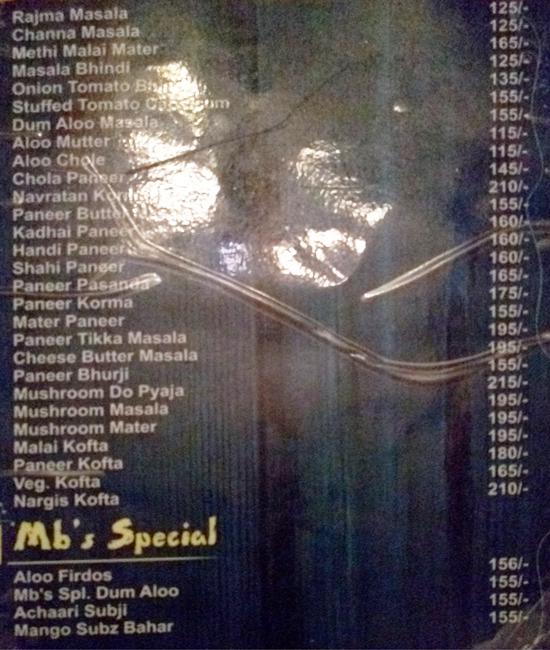 Rajma Masala 125/-
Channa Masala 125/-
Methi Malai Mater 165/-
Masala Bhindi 125/-
Onion Tomato 135/-
Stuffed Tomato 155/-
Dum Aloo Masala 155/-
Aloo Mutter 115/-
Aloo Chole 115/-
Chola Paneer 145/-
Navratan 210/-
Paneer Butter 155/-
Kadhai Paneer 160/-
Handi Paneer 160/-
Shahi Paneer 160/-
Paneer Pasanda 165/-
Paneer Korma 175/-
Mater Paneer 155/-
Paneer Tikka Masala 195/-
Cheese Butter Masala 195/-
Paneer Bhurji 155/-
Mushroom Do Pyaja 215/-
Mushroom Masala 195/-
Mushroom Mater 195/-
Malai Kofta 195/-
Paneer Kofta 180/-
Veg. Kofta 165/-
Nargis Kofta 210/-
Mb's Special
Aloo Firdos 156/-
Mb's Spl. Dum Aloo 155/-
Achaari Subji 155/-
Mango Subz Bahar 155/-